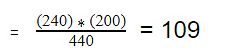 = (240) * (200) / 440 = 109